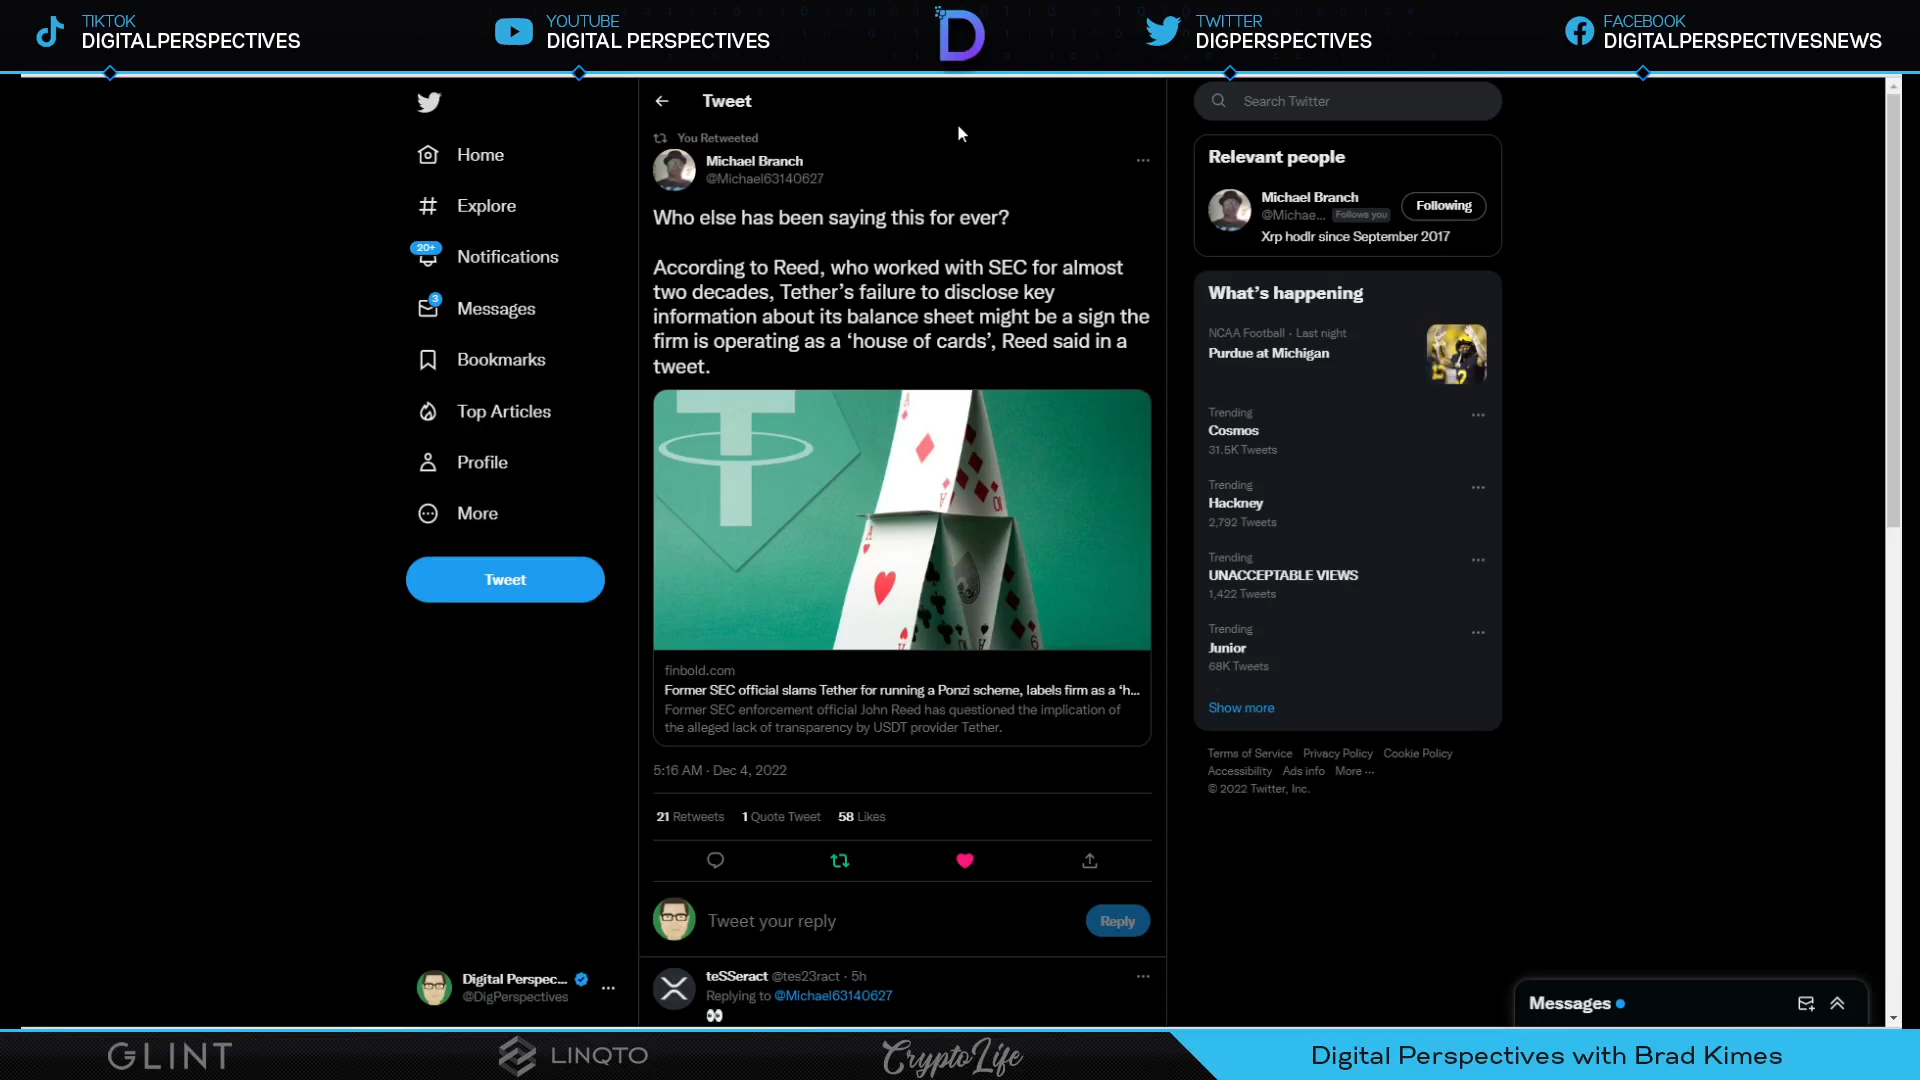 TIKTOK
DIGITALPERSPECTIVES
YOUTUBE
DIGITAL PERSPECTIVES
D
TWITTER
DIGPERSPECTIVES
FACEBOOK
DIGITALPERSPECTIVESNEWS
Home
Explore
20+
Notifications
3
Messages
Bookmarks
Top Articles
Profile
More
Tweet
Digital Perspec...
@DigPerspectives
Tweet
You Retweeted
Michael Branch
@Michael63140627
Who else has been saying this for ever?
According to Reed, who worked with SEC for almost
two decades, Tether’s failure to disclose key
information about its balance sheet might be a sign the
firm is operating as a ‘house of cards’, Reed said in a
tweet.
finbold.com
Former SEC official slams Tether for running a Ponzi scheme, labels firm as a ‘h...
Former SEC enforcement official John Reed has questioned the implication of
the alleged lack of transparency by USDT provider Tether.
5:16 AM · Dec 4, 2022
21 Retweets 1 Quote Tweet 58 Likes
Tweet your reply
Reply
teSSeract @tes23ract · 5h
Replying to @Michael63140627
Search Twitter
Relevant people
Michael Branch
@Michae... Follows you
Following
Xrp hodlr since September 2017
What’s happening
NCAA Football · Last night
Purdue at Michigan
Trending
Cosmos
31.5K Tweets
Trending
Hackney
2,792 Tweets
Trending
UNACCEPTABLE VIEWS
1,422 Tweets
Trending
Junior
68K Tweets
Show more
Terms of Service Privacy Policy Cookie Policy
Accessibility Ads info More ...
© 2022 Twitter, Inc.
Messages
GLINT
LINQTO
CryptoLife
Digital Perspectives with Brad Kimes